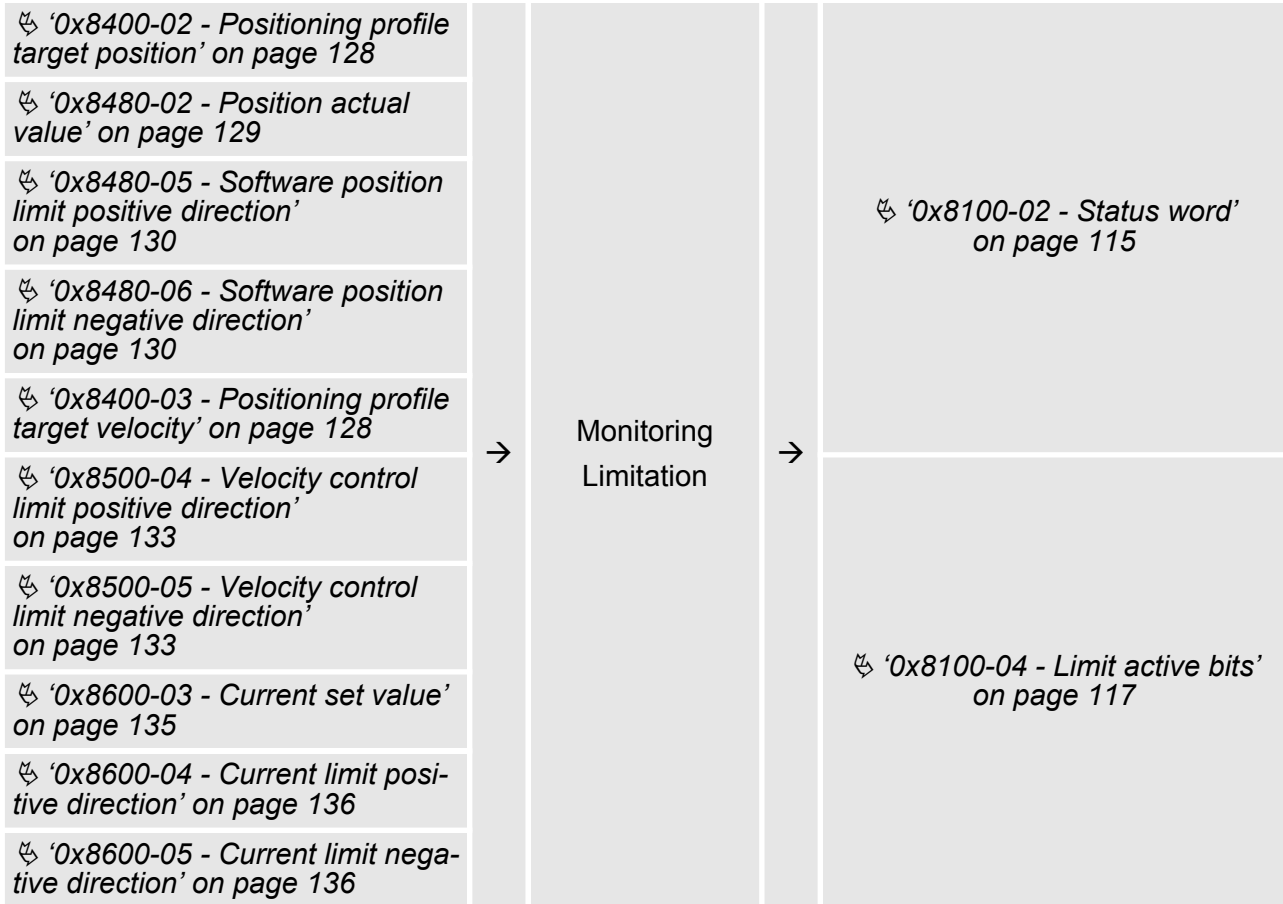 ↳ ‘0x8400-02 - Positioning profile
target position’ on page 128
↳ ‘0x8480-02 - Position actual
value’ on page 129
↳ ‘0x8480-05 - Software position
limit positive direction’
on page 130
↳ ‘0x8480-06 - Software position
limit negative direction’
on page 130
↳ ‘0x8400-03 - Positioning profile
target velocity’ on page 128
↳ ‘0x8500-04 - Velocity control
limit positive direction’
on page 133
↳ ‘0x8500-05 - Velocity control
limit negative direction’
on page 133
↳ ‘0x8600-03 - Current set value’
on page 135
↳ ‘0x8600-04 - Current limit posi-
tive direction’ on page 136
↳ ‘0x8600-05 - Current limit nega-
tive direction’ on page 136
→
Monitoring
Limitation
→
↳ ‘0x8100-02 - Status word’
on page 115
↳ ‘0x8100-04 - Limit active bits’
on page 117